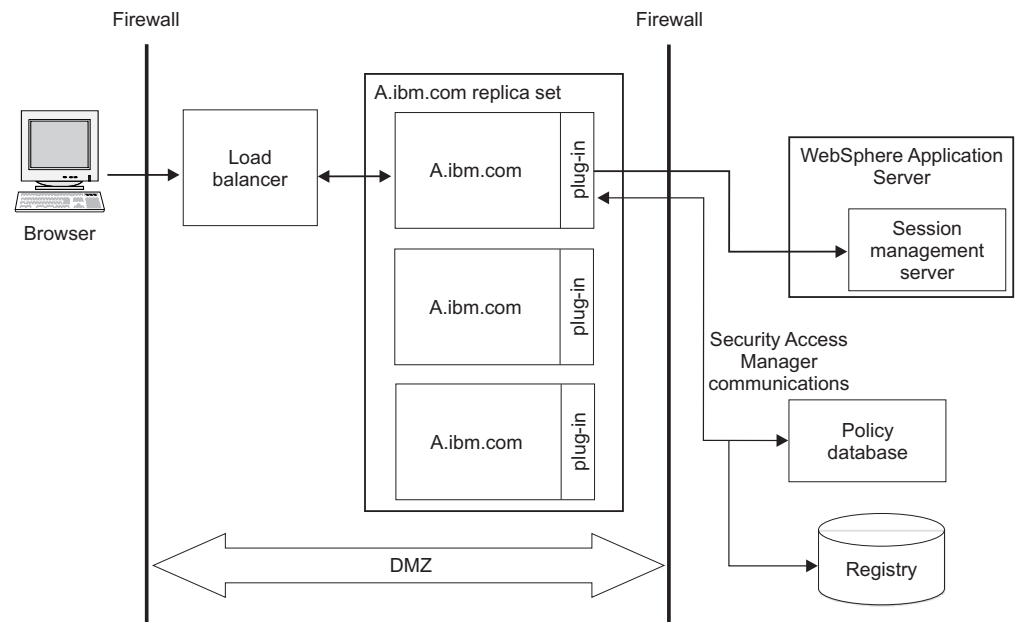 Firewall
Firewall
A.ibm.com replica set
Browser
Load
balancer
A.ibm.com
plug-in
A.ibm.com
plug-in
A.ibm.com
plug-in
WebSphere Application
Server
Session
management
server
Security Access
Manager
communications
Policy
database
Registry
DMZ